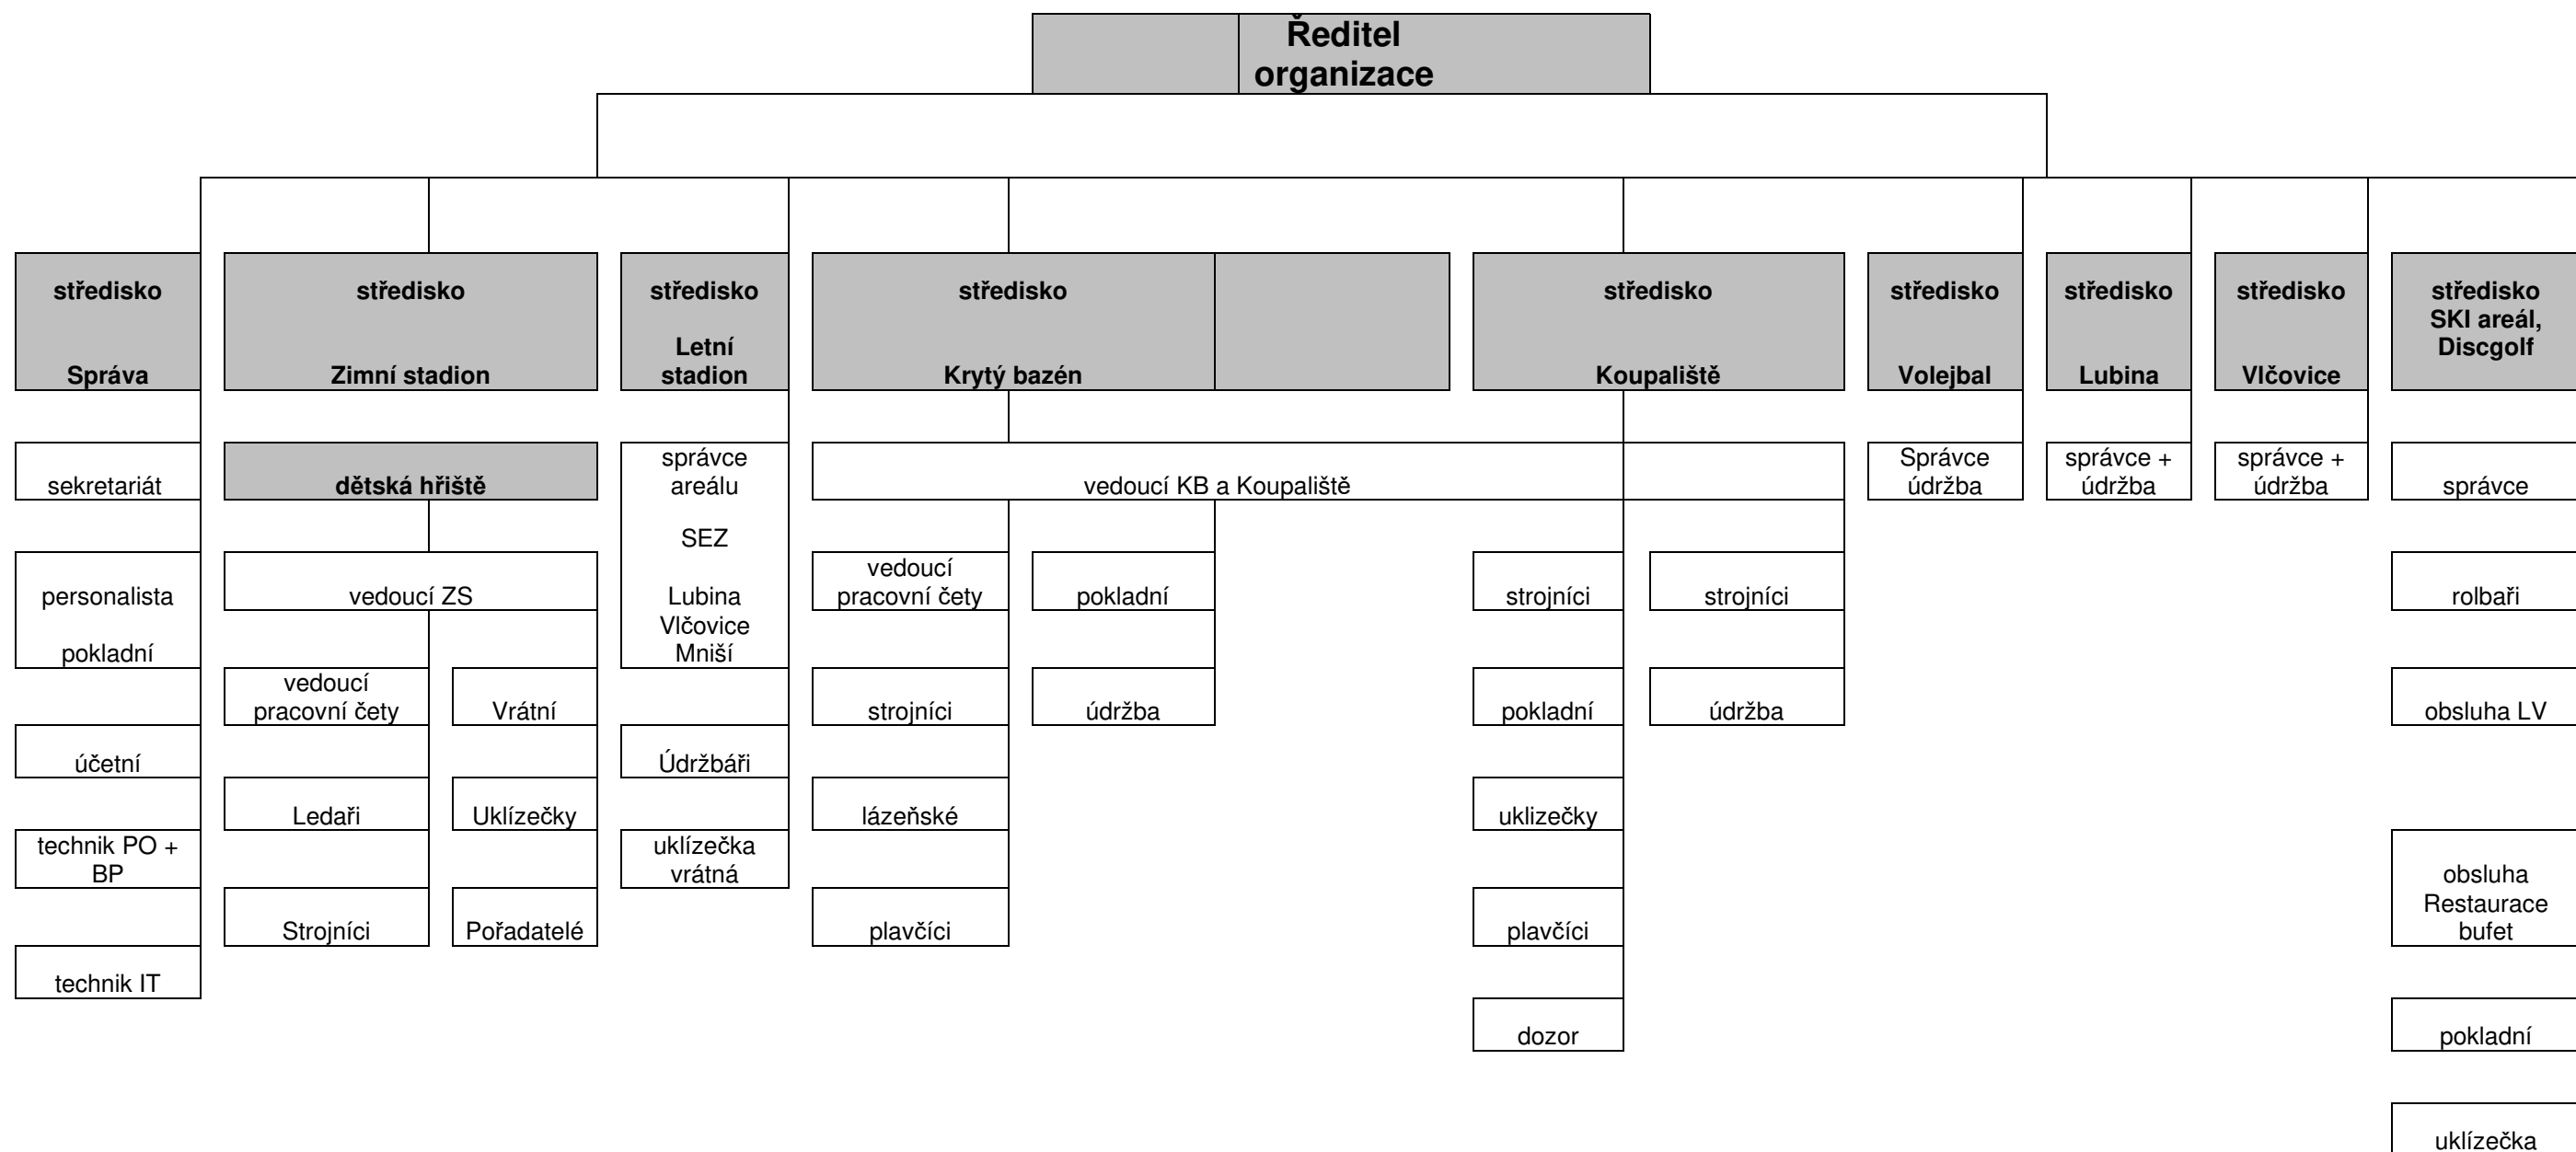 Ředitel
organizace
středisko
Správa
středisko
Zimní stadion
středisko
Letní
stadion
středisko
Krytý bazén
středisko
Koupaliště
středisko
Volejbal
středisko
Lubina
středisko
Vlčovice
středisko
SKI areál,
Discgolf
sekretariát
personalista
pokladní
účetní
technik PO +
BP
technik IT
dětská hřiště
vedoucí ZS
vedoucí
pracovní čety
Ledaři
Strojníci
Vrátní
Uklízečky
Pořadatelé
správce
areálu
SEZ
Lubina
Vlčovice
Mniší
Údržbáři
uklízečka
vrátná
vedoucí KB a Koupaliště
vedoucí
pracovní čety
strojníci
lázeňské
plavčíci
pokladní
údržba
strojníci
pokladní
uklizečky
plavčíci
dozor
strojníci
údržba
Správce
údržba
správce +
údržba
správce +
údržba
správce
rolbaři
obsluha LV
obsluha
Restaurace
bufet
pokladní
uklízečka